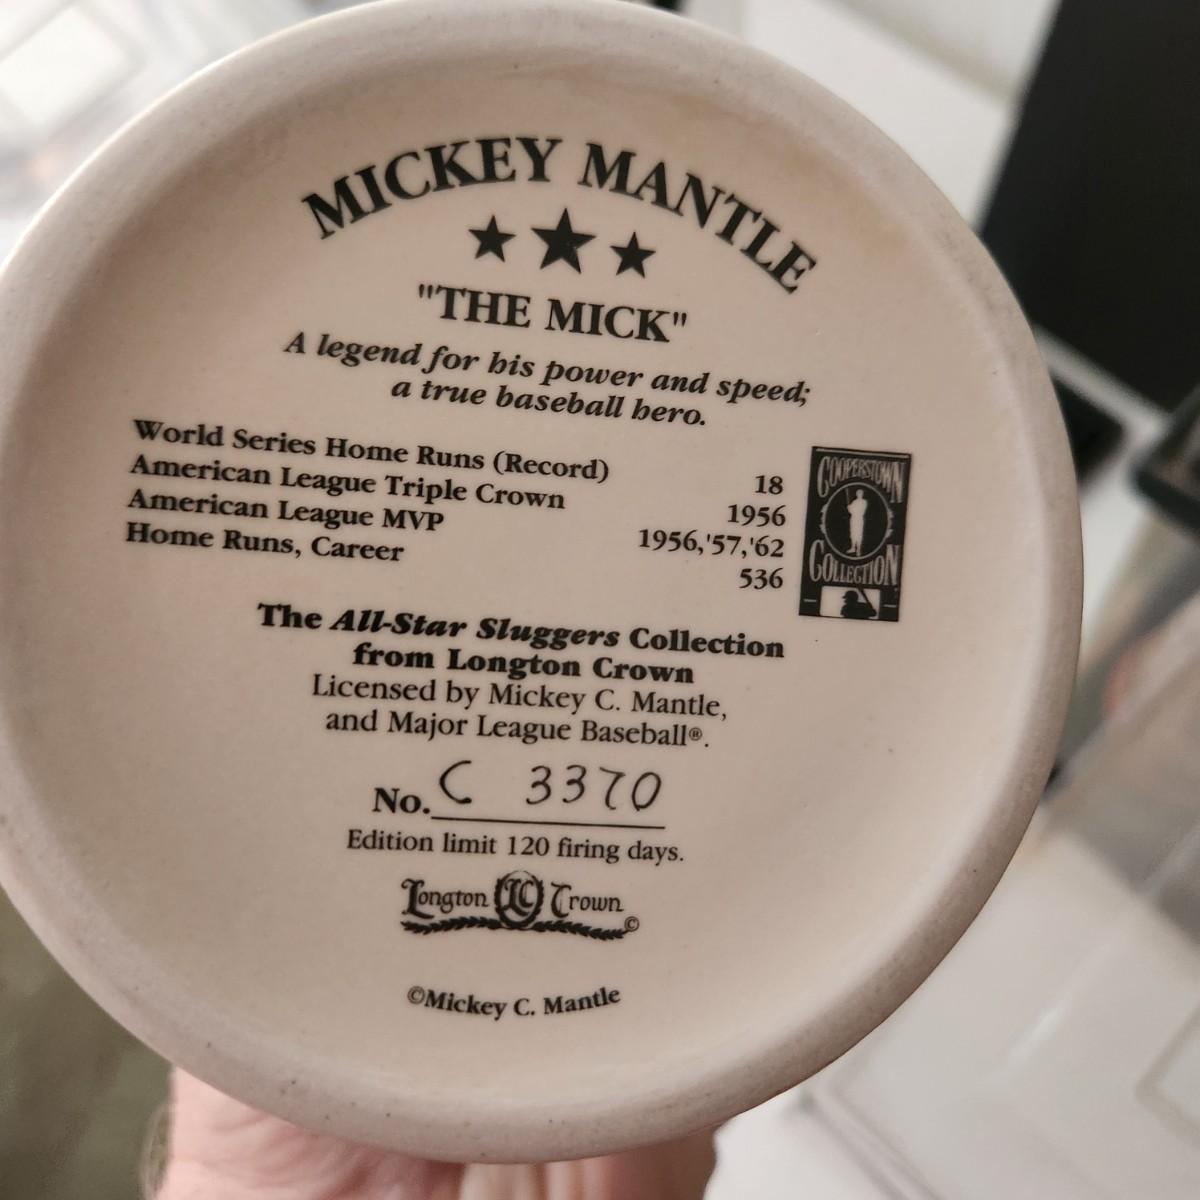 MICKEY MANTLE
"THE MICK"
A legend for his power and speed;
a true baseball hero.
World Series Home Runs (Record) 18
American League Triple Crown 1956
American League MVP 1956,'57,'62
Home Runs, Career 536
COOPERSTOWN
COLLECTION
The All-Star Sluggers Collection
from Longton Crown
Licensed by Mickey C. Mantle,
and Major League Baseball®.
No. C 3370
Edition limit 120 firing days.
Longton LC Crown ©
©Mickey C. Mantle